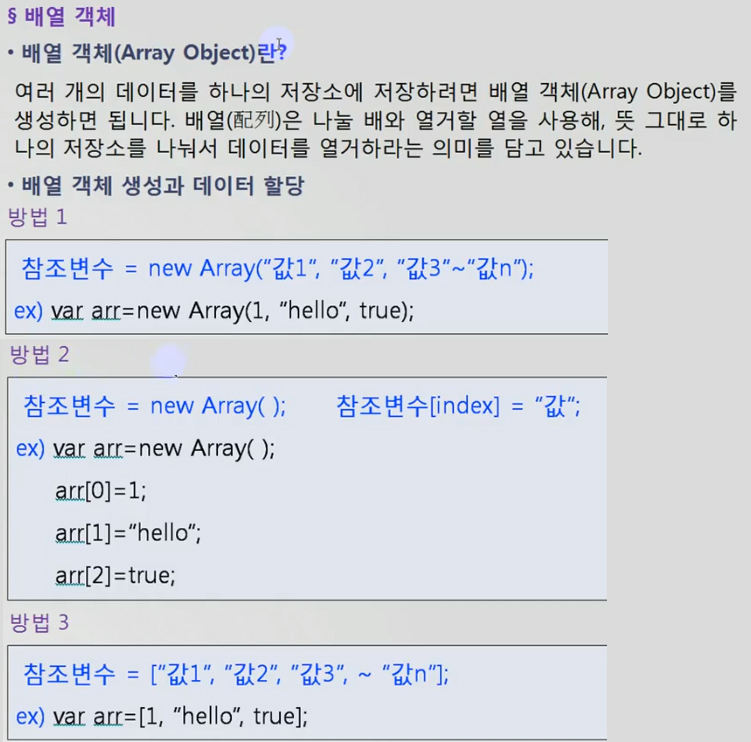 § 배열 객체
• 배열 객체(Array Object)란?
여러 개의 데이터를 하나의 저장소에 저장하려면 배열 객체(Array Object)를
생성하면 됩니다. 배열(配列)은 나눌 배와 열거할 열을 사용해, 뜻 그대로 하
나의 저장소를 나눠서 데이터를 열거하라는 의미를 담고 있습니다.
• 배열 객체 생성과 데이터 할당
방법 1
참조변수 = new Array("값1", "값2", "값3"~"값n");
ex) var arr=new Array(1, "hello", true);
방법 2
참조변수 = new Array( ); 참조변수[index] = "값";
ex) var arr=new Array( );
arr[0]=1;
arr[1]="hello";
arr[2]=true;
방법 3
참조변수 = ["값1", "값2", "값3", ~ "값n"];
ex) var arr=[1, "hello", true];